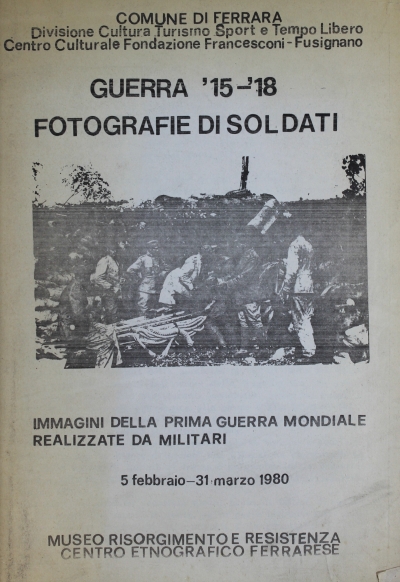 COMUNE DI FERRARA
Divisione Cultura Turismo Sport e Tempo Libero
Centro Culturale Fondazione Francesconi-Fusignano
GUERRA '15-'18
FOTOGRAFIE DI SOLDATI
IMMAGINI DELLA PRIMA GUERRA MONDIALE
REALIZZATE DA MILITARI
5 febbraio-31 marzo 1980
MUSEO RISORGIMENTO E RESISTENZA
CENTRO ETNOGRAFICO FERRARESE